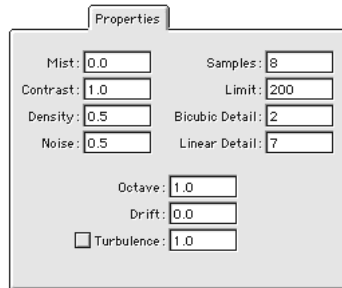 Properties
Mist: 0.0 Samples: 8
Contrast: 1.0 Limit: 200
Density: 0.5 Bicubic Detail: 2
Noise: 0.5 Linear Detail: 7
Octave: 1.0
Drift: 0.0
Turbulence: 1.0